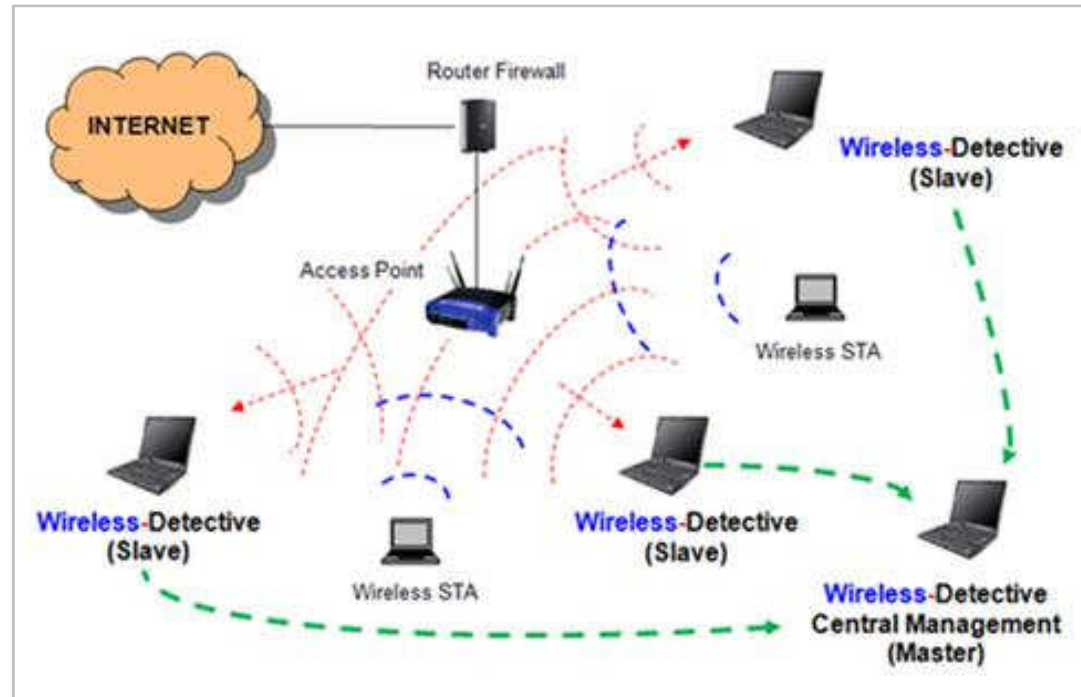 Router Firewall
INTERNET
Wireless-Detective
(Slave)
Access Point
Wireless STA
Wireless-Detective
(Slave)
Wireless-Detective
(Slave)
Wireless STA
Wireless-Detective
Central Management
(Master)